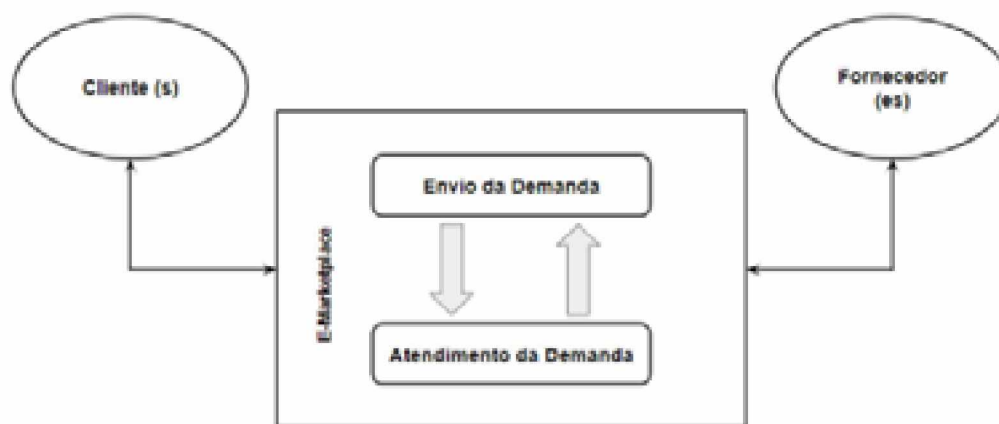 Cliente (s)
Fornecedor
(es)
Envio da Demanda
E-Marketplace
Atendimento da Demanda